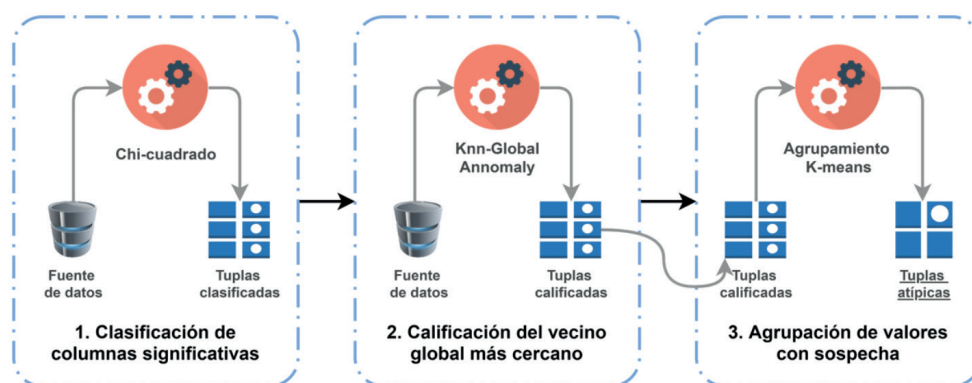 Chi-cuadrado
Fuente
de datos
Tuplas
clasificadas
1. Clasificación de
columnas significativas
Knn-Global
Annomaly
Fuente
de datos
Tuplas
calificadas
2. Calificación del vecino
global más cercano
Agrupamiento
K-means
Tuplas
calificadas
Tuplas
atípicas
3. Agrupación de valores
con sospecha